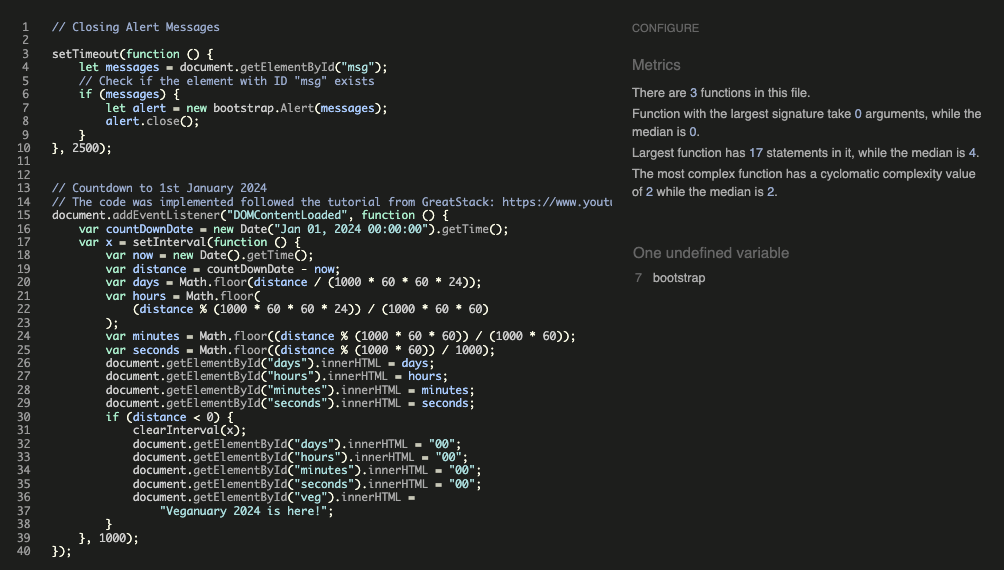 1 // Closing Alert Messages
2
3 setTimeout(function () {
4     let messages = document.getElementById("msg");
5     // Check if the element with ID "msg" exists
6     if (messages) {
7         let alert = new bootstrap.Alert(messages);
8         alert.close();
9     }
10 }, 2500);
11
12
13 // Countdown to 1st January 2024
14 // The code was implemented followed the tutorial from GreatStack: https://www.youtu
15 document.addEventListener("DOMContentLoaded", function () {
16     var countDownDate = new Date("Jan 01, 2024 00:00:00").getTime();
17     var x = setInterval(function () {
18         var now = new Date().getTime();
19         var distance = countDownDate - now;
20         var days = Math.floor(distance / (1000 * 60 * 60 * 24));
21         var hours = Math.floor(
22             (distance % (1000 * 60 * 60 * 24)) / (1000 * 60 * 60)
23         );
24         var minutes = Math.floor((distance % (1000 * 60 * 60)) / (1000 * 60));
25         var seconds = Math.floor((distance % (1000 * 60)) / 1000);
26         document.getElementById("days").innerHTML = days;
27         document.getElementById("hours").innerHTML = hours;
28         document.getElementById("minutes").innerHTML = minutes;
29         document.getElementById("seconds").innerHTML = seconds;
30         if (distance < 0) {
31             clearInterval(x);
32             document.getElementById("days").innerHTML = "00";
33             document.getElementById("hours").innerHTML = "00";
34             document.getElementById("minutes").innerHTML = "00";
35             document.getElementById("seconds").innerHTML = "00";
36             document.getElementById("veg").innerHTML =
37                 "Veganuary 2024 is here!";
38         }
39     }, 1000);
40 });
CONFIGURE
Metrics
There are 3 functions in this file.
Function with the largest signature take 0 arguments, while the
median is 0.
Largest function has 17 statements in it, while the median is 4.
The most complex function has a cyclomatic complexity value
of 2 while the median is 2.
One undefined variable
7 bootstrap